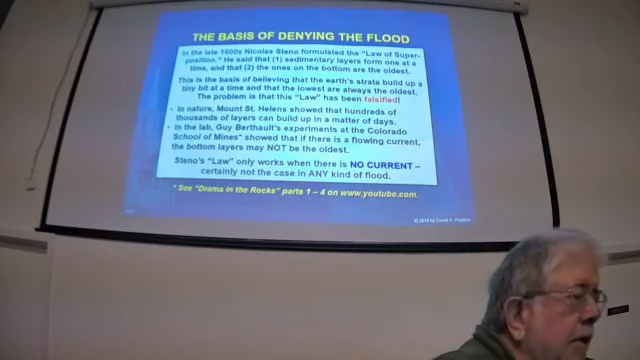 THE BASIS OF DENYING THE FLOOD
In the late 1600s Nicolas Steno formulated the "Law of Super-
position." He said that (1) sedimentary layers form one at a
time, and that (2) the ones on the bottom are the oldest.
This is the basis of believing that the earth's strata build up a
tiny bit at a time and that the lowest are always the oldest.
The problem is that this "Law" has been falsified!
- In nature, Mount St. Helens showed that hundreds of
thousands of layers can build up in a matter of days.
- In the lab, Guy Berthault's experiments at the Colorado
School of Mines* showed that if there is a flowing current,
the bottom layers may NOT be the oldest.
Steno's "Law" only works when there is NO CURRENT –
certainly not the case in ANY kind of flood.
* See "Drama in the Rocks" parts 1 – 4 on www.youtube.com.